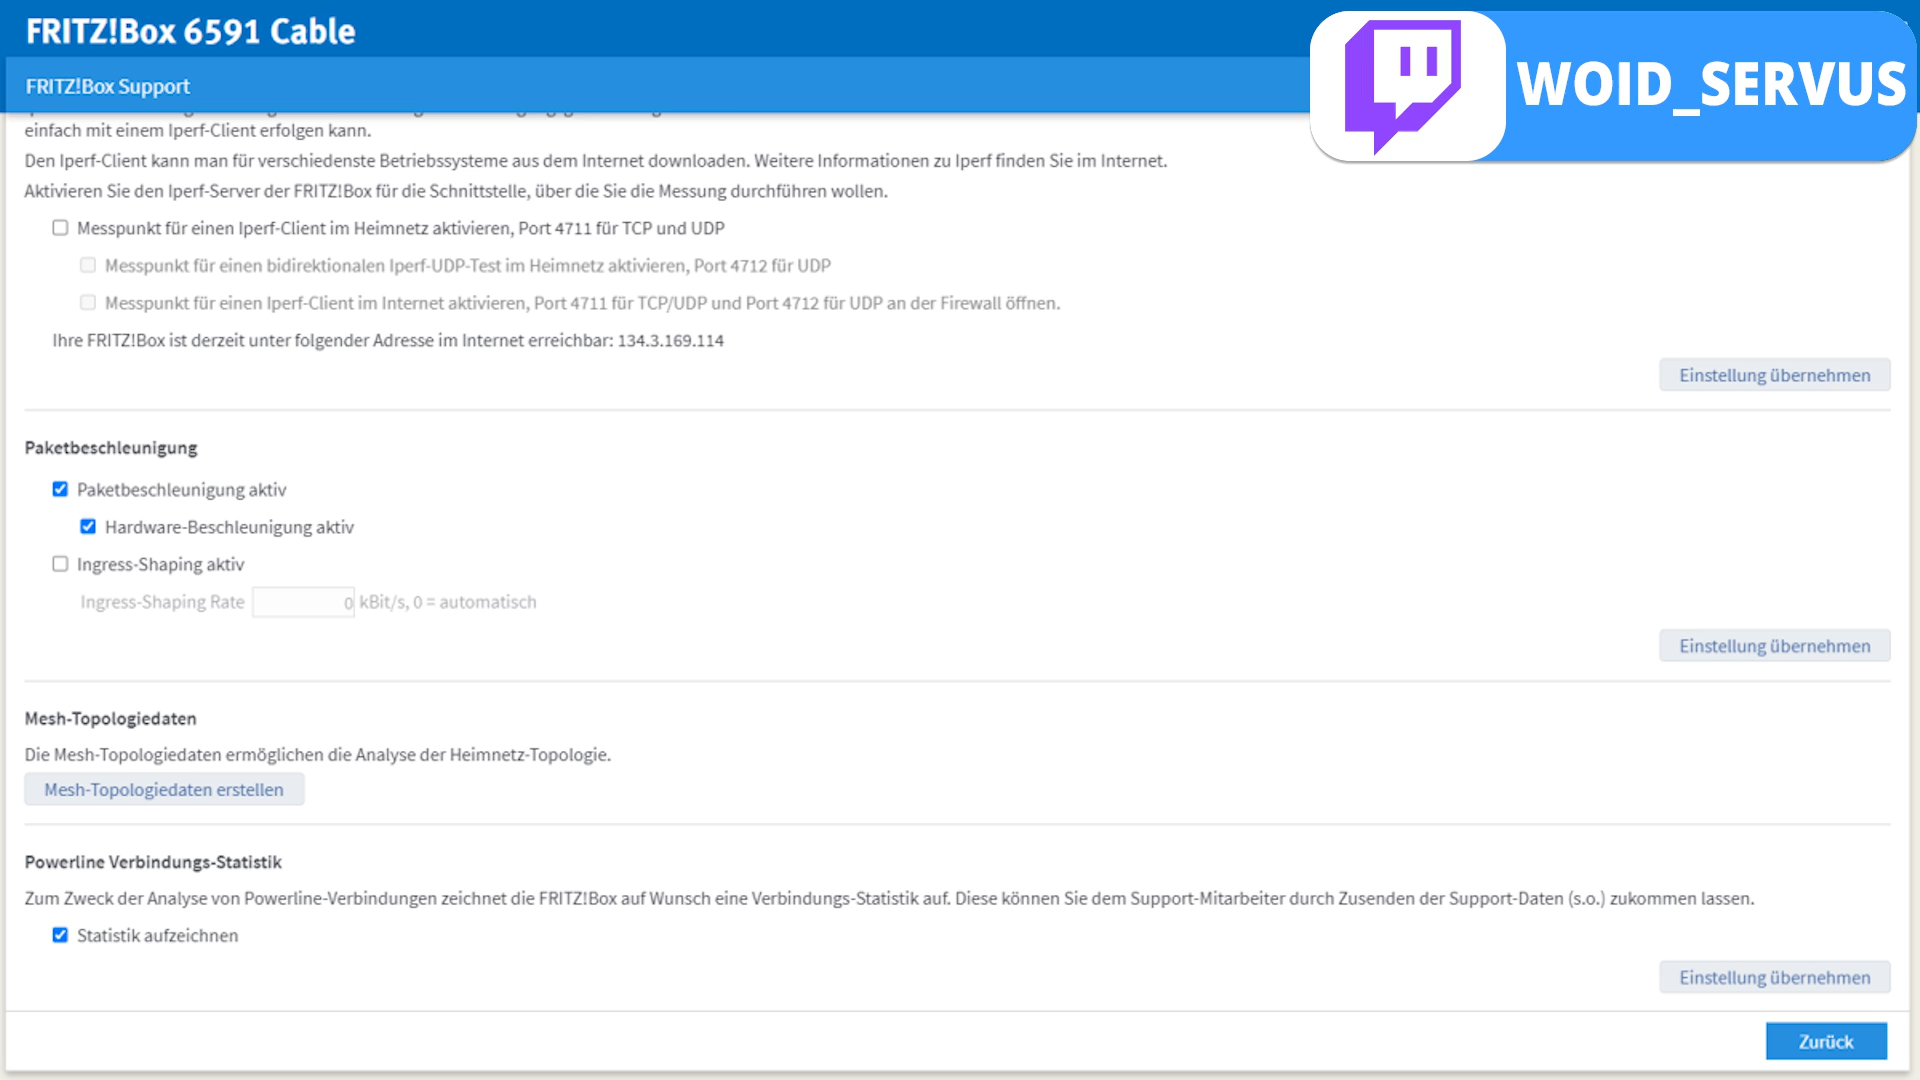 FRITZ!Box 6591 Cable
WOID_SERVUS
FRITZ!Box Support
einfach mit einem Iperf-Client erfolgen kann.
Den Iperf-Client kann man für verschiedenste Betriebssysteme aus dem Internet downloaden. Weitere Informationen zu Iperf finden Sie im Internet.
Aktivieren Sie den Iperf-Server der FRITZ!Box für die Schnittstelle, über die Sie die Messung durchführen wollen.
Messpunkt für einen Iperf-Client im Heimnetz aktivieren, Port 4711 für TCP und UDP
Messpunkt für einen bidirektionalen Iperf-UDP-Test im Heimnetz aktivieren, Port 4712 für UDP
Messpunkt für einen Iperf-Client im Internet aktivieren, Port 4711 für TCP/UDP und Port 4712 für UDP an der Firewall öffnen.
Ihre FRITZ!Box ist derzeit unter folgender Adresse im Internet erreichbar: 134.3.169.114
Einstellung übernehmen
Paketbeschleunigung
Paketbeschleunigung aktiv
Hardware-Beschleunigung aktiv
Ingress-Shaping aktiv
Ingress-Shaping Rate 0 kBit/s, 0 = automatisch
Einstellung übernehmen
Mesh-Topologiedaten
Die Mesh-Topologiedaten ermöglichen die Analyse der Heimnetz-Topologie.
Mesh-Topologiedaten erstellen
Powerline Verbindungs-Statistik
Zum Zweck der Analyse von Powerline-Verbindungen zeichnet die FRITZ!Box auf Wunsch eine Verbindungs-Statistik auf. Diese können Sie dem Support-Mitarbeiter durch Zusenden der Support-Daten (s.o.) zukommen lassen.
Statistik aufzeichnen
Einstellung übernehmen
Zurück